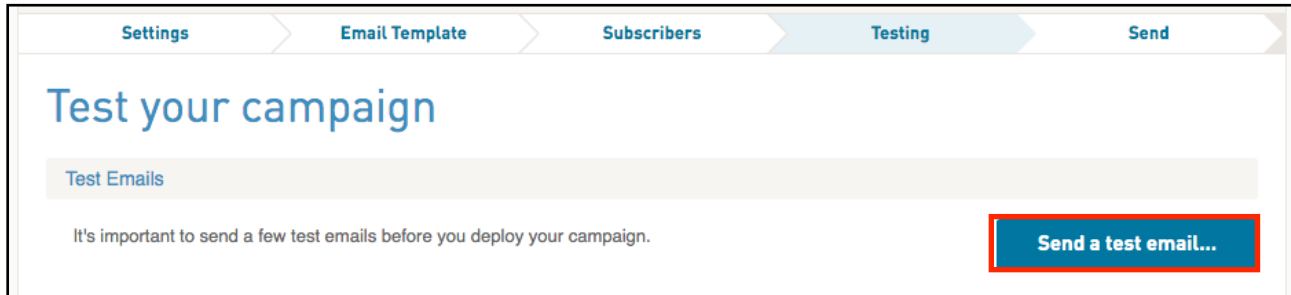 Settings Email Template Subscribers Testing Send
Test your campaign
Test Emails
It's important to send a few test emails before you deploy your campaign.
Send a test email...